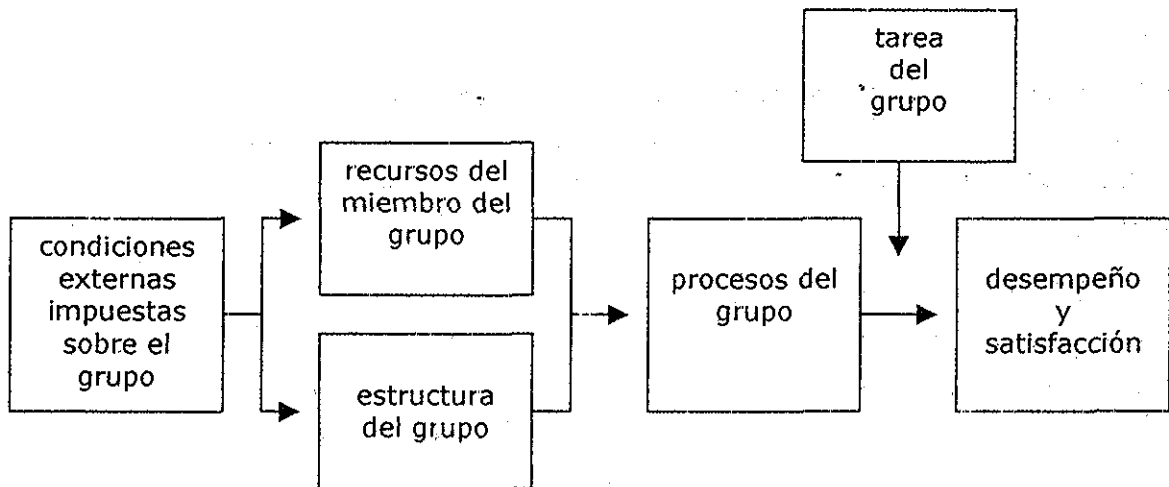 tarea
del
grupo
recursos del
miembro del
grupo
condiciones
externas
impuestas
sobre el
grupo
procesos del
grupo
desempeño
y
satisfacción
estructura
del grupo